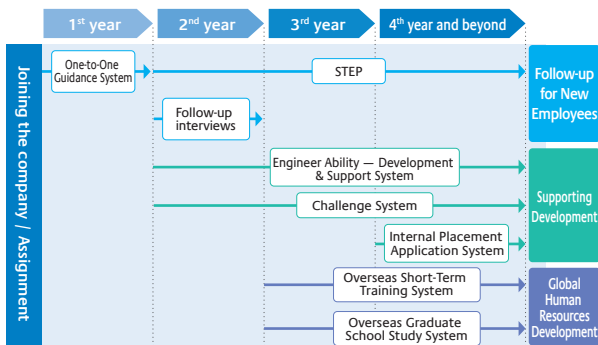 1st year
2nd year
3rd year
4th year and beyond
Joining the company / Assignment
One-to-One
Guidance System
STEP
Follow-up
for New
Employees
Follow-up
interviews
Engineer Ability — Development
& Support System
Challenge System
Internal Placement
Application System
Supporting
Development
Overseas Short-Term
Training System
Overseas Graduate
School Study System
Global
Human
Resources
Development